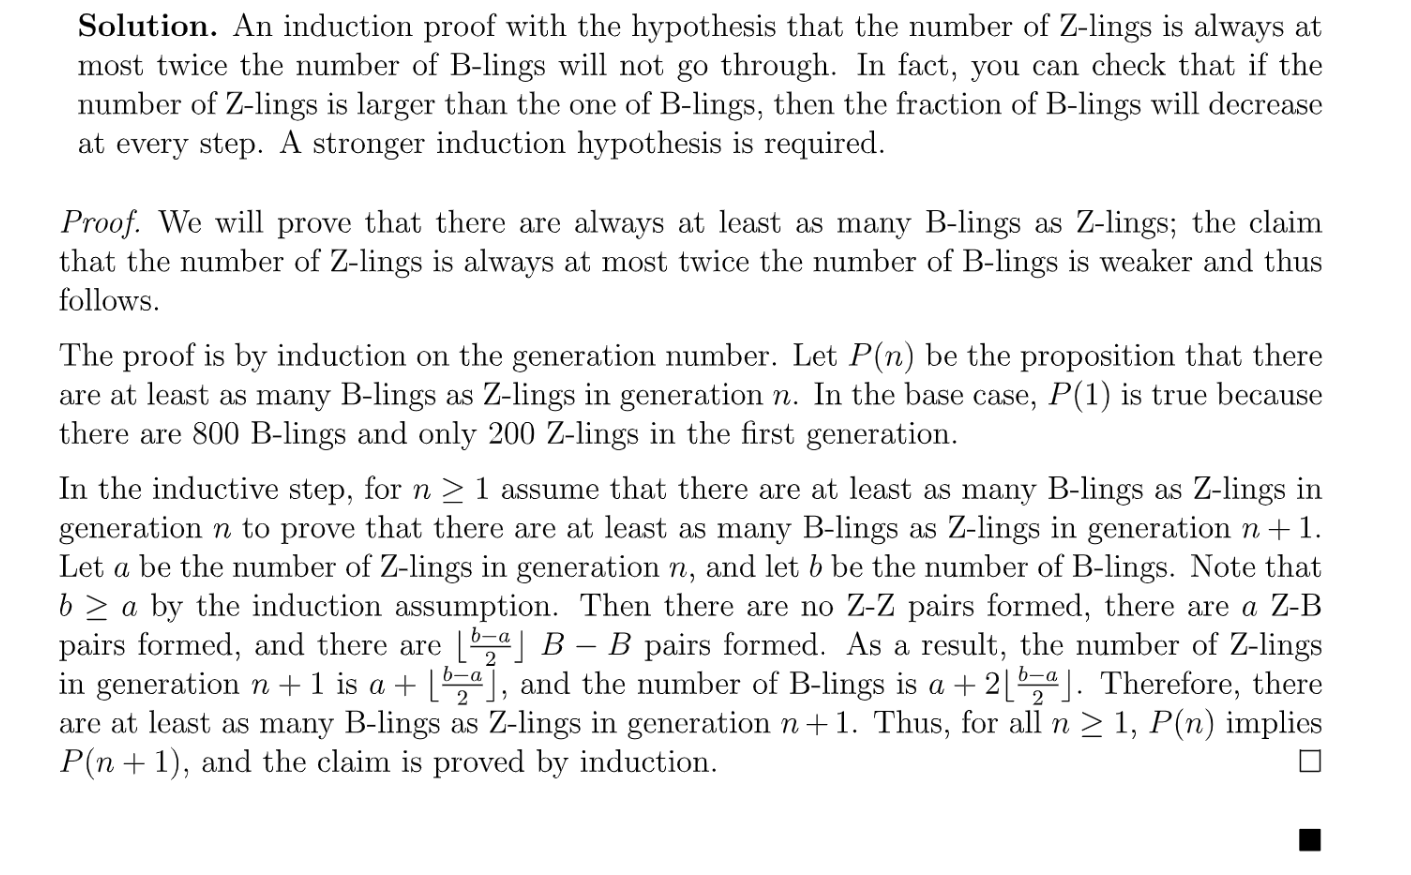 Solution. An induction proof with the hypothesis that the number of Z-lings is always at
most twice the number of B-lings will not go through. In fact, you can check that if the
number of Z-lings is larger than the one of B-lings, then the fraction of B-lings will decrease
at every step. A stronger induction hypothesis is required.
Proof. We will prove that there are always at least as many B-lings as Z-lings; the claim
that the number of Z-lings is always at most twice the number of B-lings is weaker and thus
follows.
The proof is by induction on the generation number. Let P(n) be the proposition that there
are at least as many B-lings as Z-lings in generation n. In the base case, P(1) is true because
there are 800 B-lings and only 200 Z-lings in the first generation.
In the inductive step, for n ≥ 1 assume that there are at least as many B-lings as Z-lings in
generation n to prove that there are at least as many B-lings as Z-lings in generation n + 1.
Let a be the number of Z-lings in generation n, and let b be the number of B-lings. Note that
b ≥ a by the induction assumption. Then there are no Z-Z pairs formed, there are a Z-B
pairs formed, and there are ⌊(b−a)/2⌋ B − B pairs formed. As a result, the number of Z-lings
in generation n + 1 is a + ⌊(b−a)/2⌋, and the number of B-lings is a + 2⌊(b−a)/2⌋. Therefore, there
are at least as many B-lings as Z-lings in generation n + 1. Thus, for all n ≥ 1, P(n) implies
P(n + 1), and the claim is proved by induction. □
■